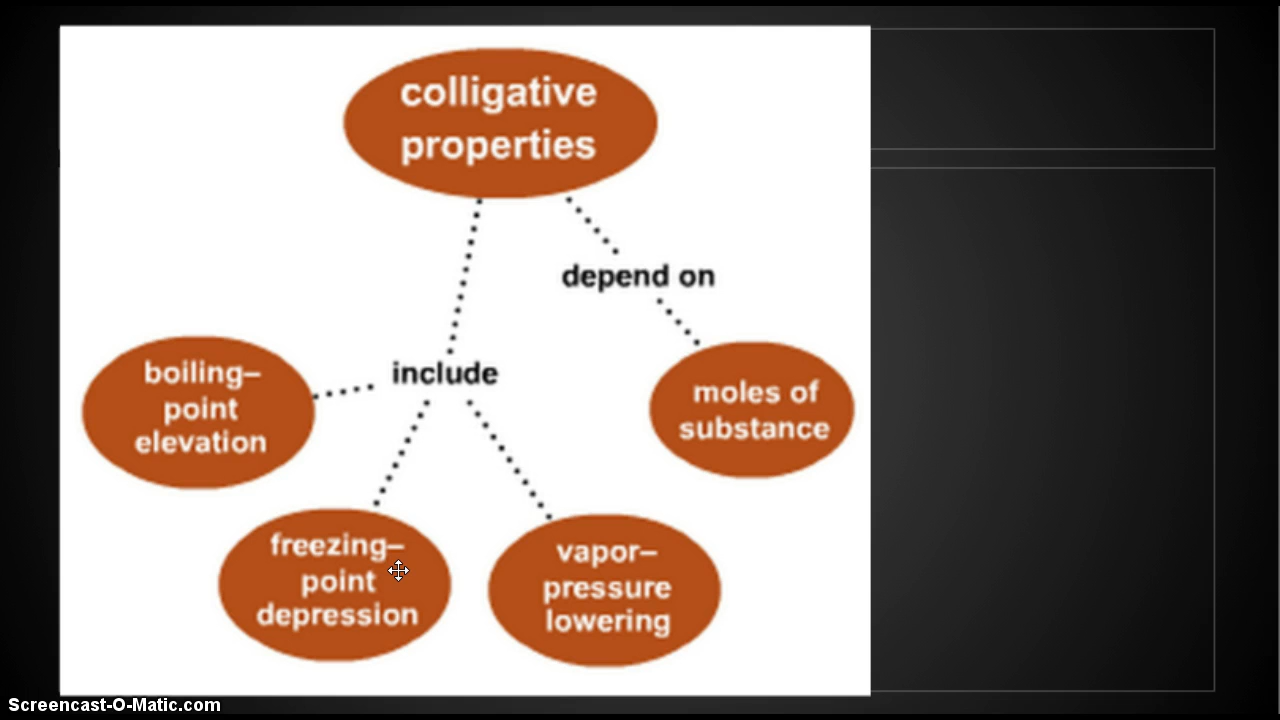 colligative
properties
depend on
include
boiling–
point
elevation
moles of
substance
freezing–
point
depression
vapor–
pressure
lowering
Screencast-O-Matic.com